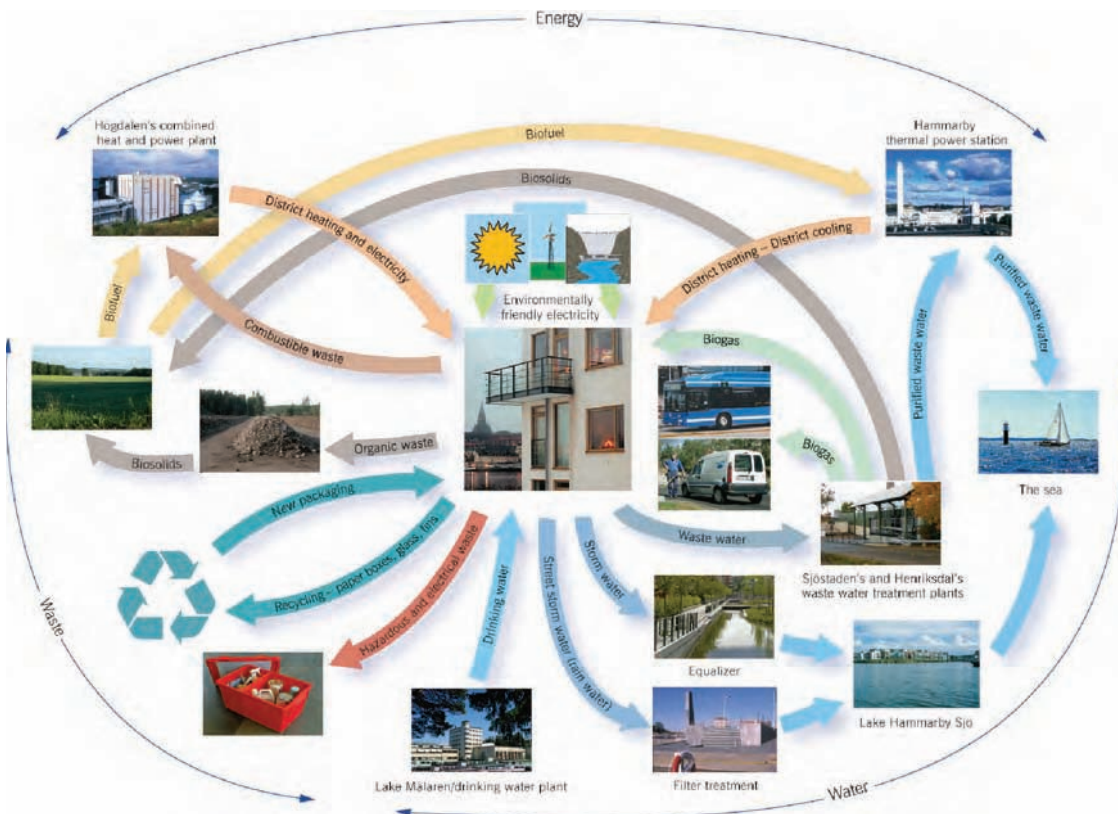 Energy
Hogdalen's combined
heat and power plant
Hammarby
thermal power station
Biofuel
Biosolids
District heating and electricity
District heating – District cooling
Biofuel
Combustible waste
Environmentally
friendly electricity
Purified waste water
Purified waste water
Biogas
Organic waste
Biosolids
Biogas
The sea
New packaging
Waste water
Recycling – paper boxes, glass, tins
Hazardous and electrical waste
Drinking water
Storm water
Street storm water (rain water)
Sjöstaden's and Henriksdal's
waste water treatment plants
Waste
Equalizer
Lake Hammarby Sjö
Lake Mälaren/drinking water plant
Filter treatment
Water